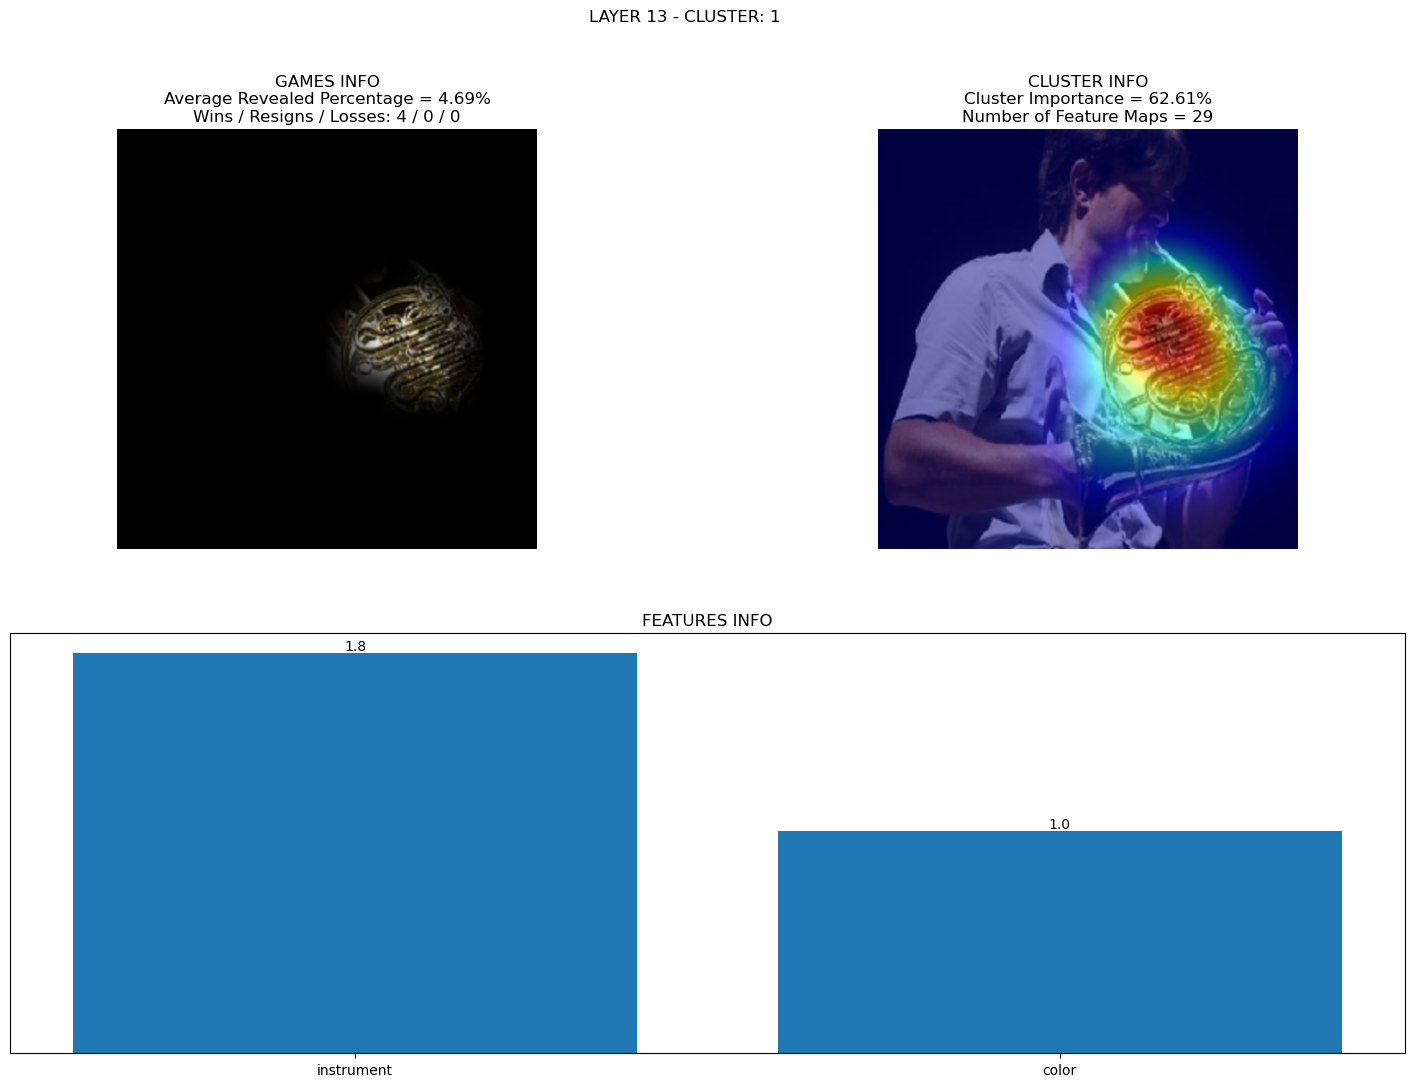 LAYER 13 - CLUSTER: 1
GAMES INFO
Average Revealed Percentage = 4.69%
Wins / Resigns / Losses: 4 / 0 / 0
CLUSTER INFO
Cluster Importance = 62.61%
Number of Feature Maps = 29
FEATURES INFO
1.8
1.0
instrument
color